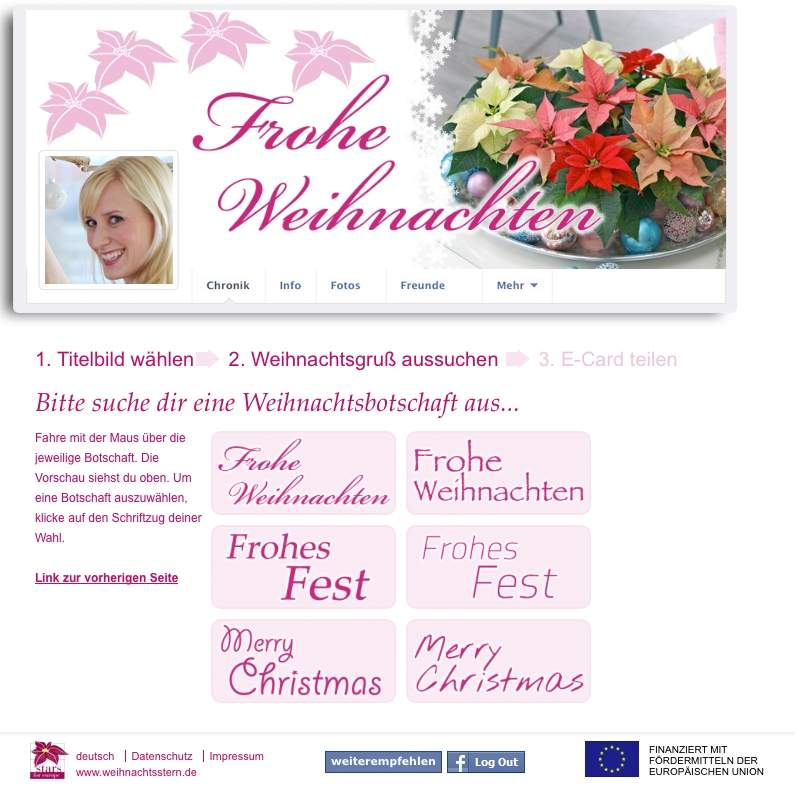 Frohe
Weihnachten
Chronik Info Fotos Freunde Mehr
1. Titelbild wählen 2. Weihnachtsgruß aussuchen 3. E-Card teilen
Bitte suche dir eine Weihnachtsbotschaft aus...
Fahre mit der Maus über die
jeweilige Botschaft. Die
Vorschau siehst du oben. Um
eine Botschaft auszuwählen,
klicke auf den Schriftzug deiner
Wahl.
Link zur vorherigen Seite
Frohe
Weihnachten
Frohe
Weihnachten
Frohes
Fest
Frohes
Fest
Merry
Christmas
Merry
Christmas
stars
for europe
deutsch | Datenschutz | Impressum
www.weihnachtsstern.de
weiterempfehlen
f Log Out
FINANZIERT MIT
FÖRDERMITTELN DER
EUROPÄISCHEN UNION